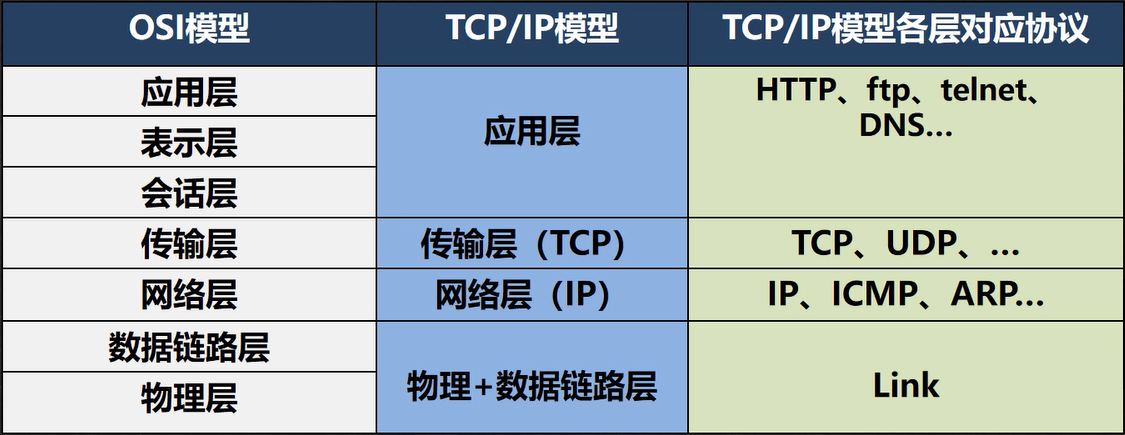 OSI模型
TCP/IP模型
TCP/IP模型各层对应协议
应用层
表示层
会话层
应用层
HTTP、ftp、telnet、
DNS...
传输层
传输层（TCP）
TCP、UDP、...
网络层
网络层（IP）
IP、ICMP、ARP...
数据链路层
物理层
物理+数据链路层
Link